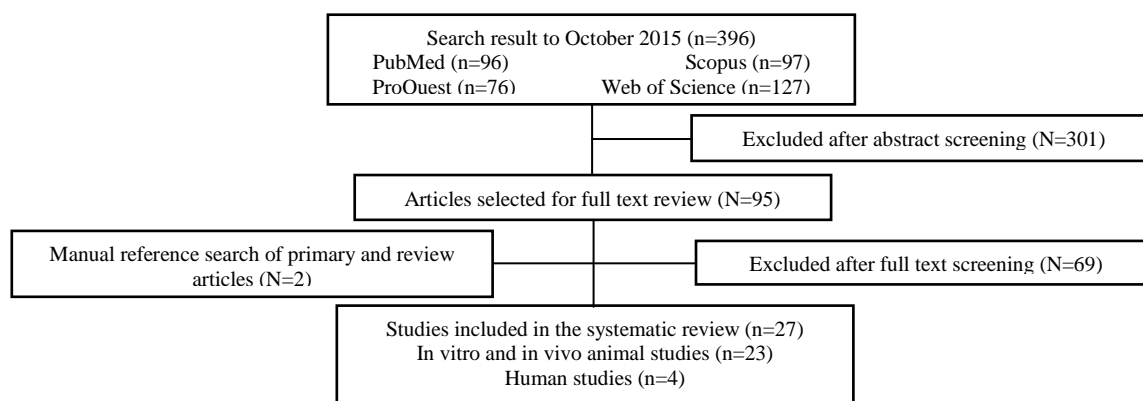 Search result to October 2015 (n=396)
PubMed (n=96) Scopus (n=97)
ProQuest (n=76) Web of Science (n=127)
Excluded after abstract screening (N=301)
Articles selected for full text review (N=95)
Manual reference search of primary and review
articles (N=2)
Excluded after full text screening (N=69)
Studies included in the systematic review (n=27)
In vitro and in vivo animal studies (n=23)
Human studies (n=4)